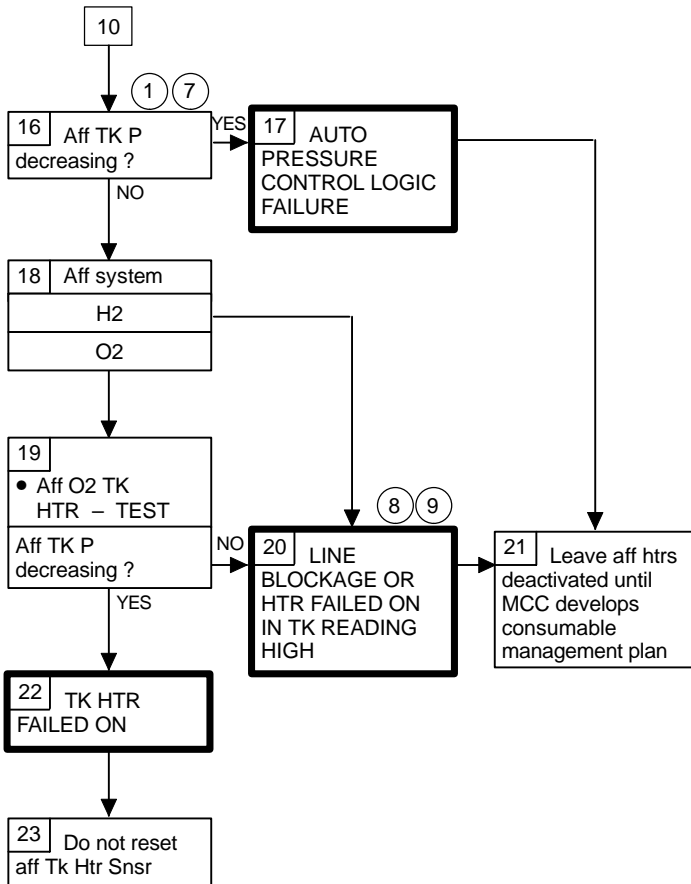 10
1 7
16 Aff TK P
decreasing ?
YES
NO
17 AUTO
PRESSURE
CONTROL LOGIC
FAILURE
18 Aff system
H2
O2
19
• Aff O2 TK
HTR – TEST
Aff TK P
decreasing ?
NO
YES
8 9
20 LINE
BLOCKAGE OR
HTR FAILED ON
IN TK READING
HIGH
21 Leave aff htrs
deactivated until
MCC develops
consumable
management plan
22 TK HTR
FAILED ON
23 Do not reset
aff Tk Htr Snsr